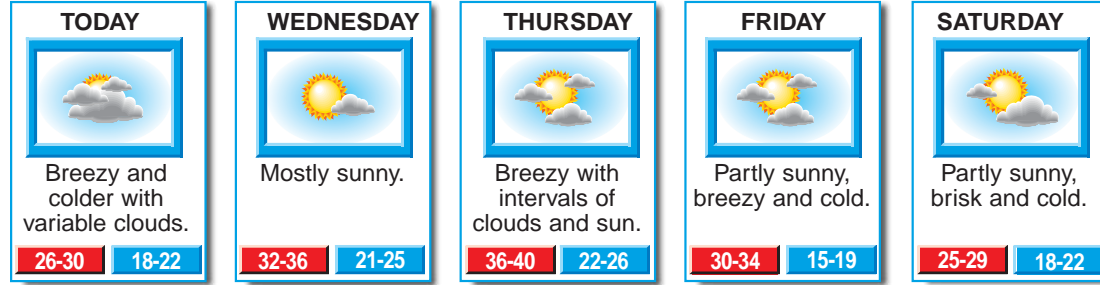 TODAY
Breezy and
colder with
variable clouds.
26-30 18-22
WEDNESDAY
Mostly sunny.
32-36 21-25
THURSDAY
Breezy with
intervals of
clouds and sun.
36-40 22-26
FRIDAY
Partly sunny,
breezy and cold.
30-34 15-19
SATURDAY
Partly sunny,
brisk and cold.
25-29 18-22